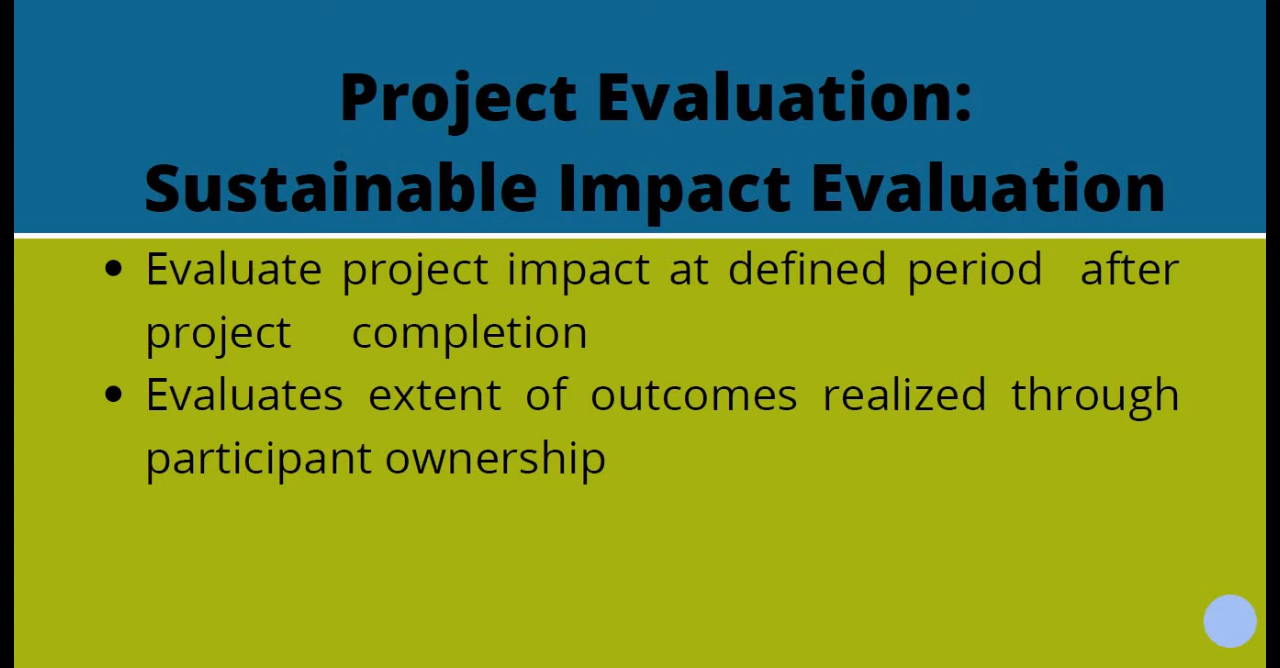 Project Evaluation:
Sustainable Impact Evaluation
• Evaluate project impact at defined period after
project completion
• Evaluates extent of outcomes realized through
participant ownership